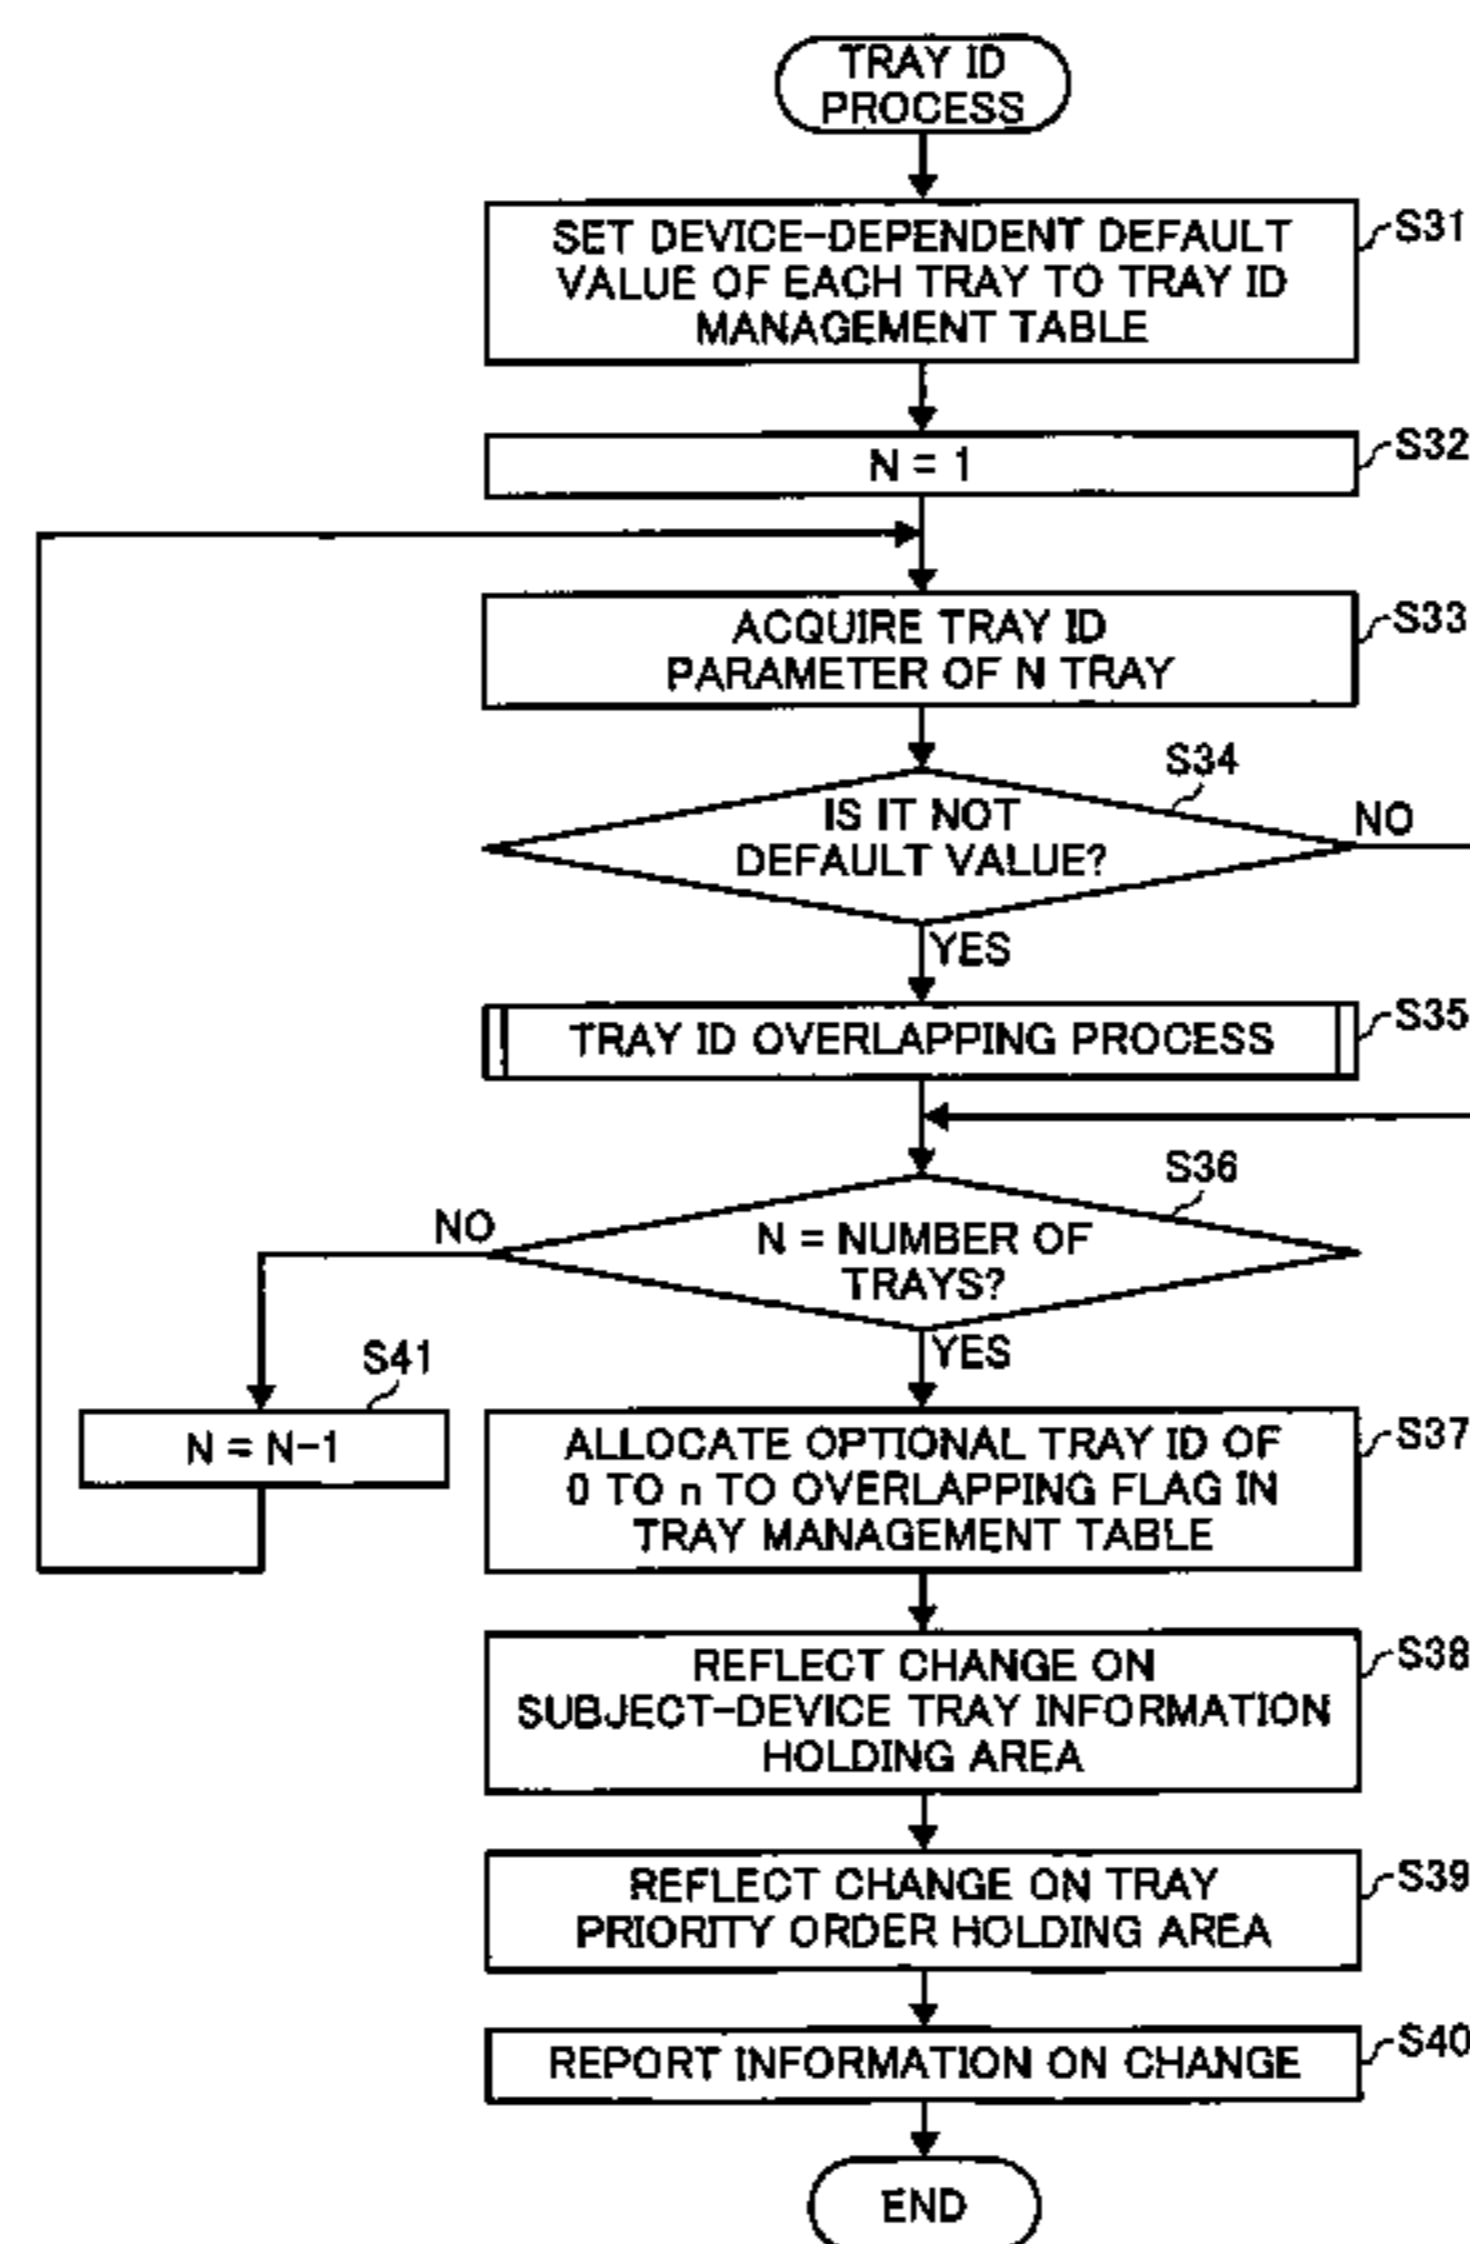 TRAY ID
PROCESS
SET DEVICE-DEPENDENT DEFAULT
VALUE OF EACH TRAY TO TRAY ID
MANAGEMENT TABLE
S31
N = 1
S32
ACQUIRE TRAY ID
PARAMETER OF N TRAY
S33
S34
IS IT NOT
DEFAULT VALUE?
NO
YES
TRAY ID OVERLAPPING PROCESS
S35
S36
N = NUMBER OF
TRAYS?
NO
YES
S41
N = N-1
ALLOCATE OPTIONAL TRAY ID OF
0 TO n TO OVERLAPPING FLAG IN
TRAY MANAGEMENT TABLE
S37
REFLECT CHANGE ON
SUBJECT-DEVICE TRAY INFORMATION
HOLDING AREA
S38
REFLECT CHANGE ON TRAY
PRIORITY ORDER HOLDING AREA
S39
REPORT INFORMATION ON CHANGE
S40
END